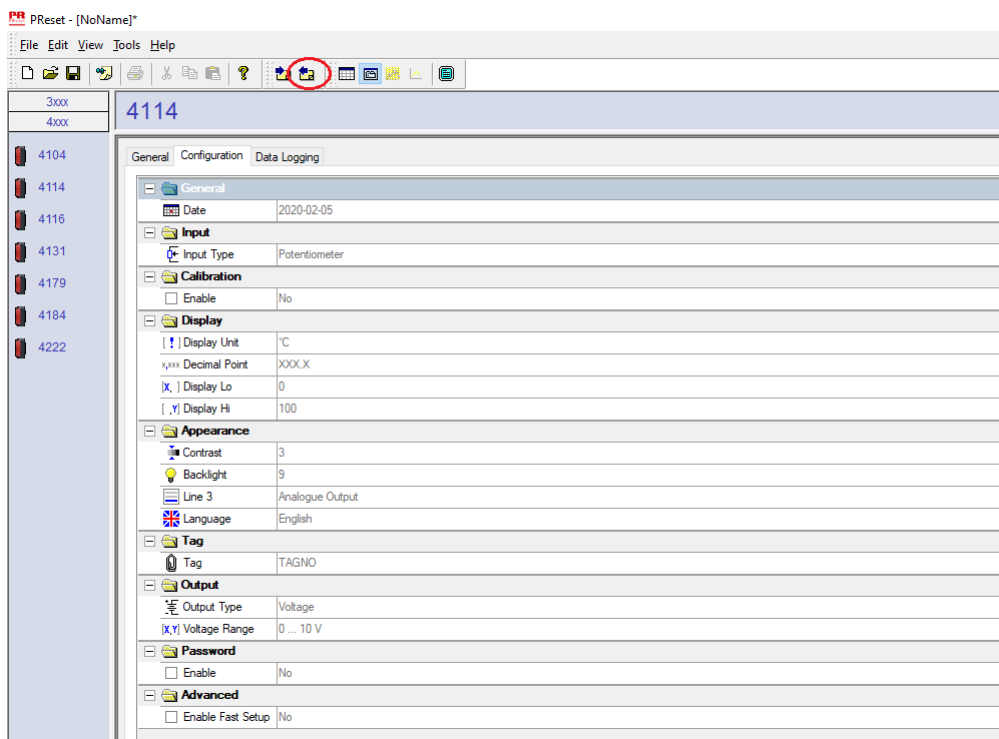 PR PReset - [NoName]*
File Edit View Tools Help
3xxx
4xxx
4114
4104
4114
4116
4131
4179
4184
4222
General Configuration Data Logging
General
Date 2020-02-05
Input
Input Type Potentiometer
Calibration
Enable No
Display
[ ! ] Display Unit °C
x,xxx Decimal Point XXX.X
[X, ] Display Lo 0
[ ,Y] Display Hi 100
Appearance
Contrast 3
Backlight 9
Line 3 Analogue Output
Language English
Tag
Tag TAGNO
Output
Output Type Voltage
[X,Y] Voltage Range 0 ... 10 V
Password
Enable No
Advanced
Enable Fast Setup No